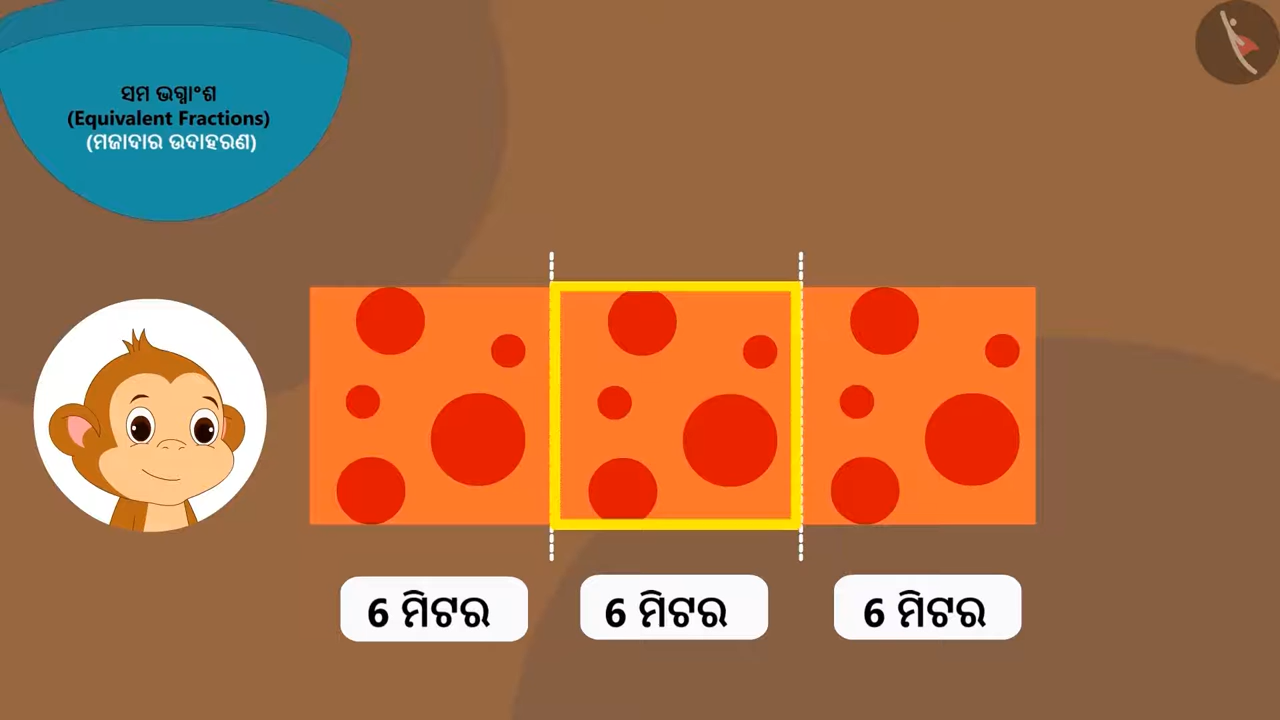 ସମ ଭଗ୍ନାଂଶ
(Equivalent Fractions)
(ମଜାଦାର ଉଦାହରଣ)
6 ମିଟର
6 ମିଟର
6 ମିଟର